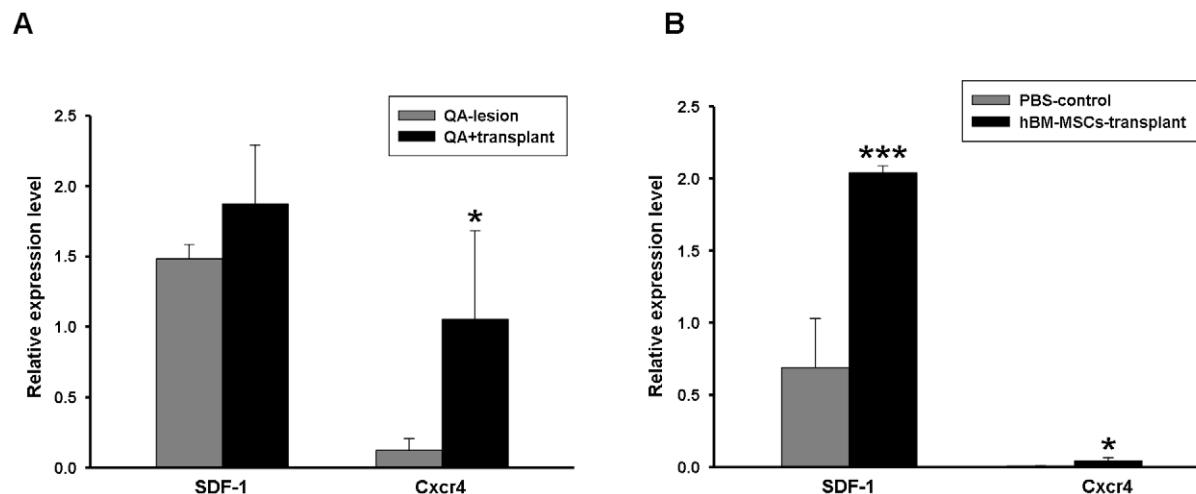 A
QA-lesion
QA+transplant
Relative expression level
2.5
2.0
1.5
1.0
0.5
0.0
*
SDF-1
Cxcr4
B
PBS-control
hBM-MSCs-transplant
Relative expression level
2.5
2.0
1.5
1.0
0.5
0.0
***
*
SDF-1
Cxcr4